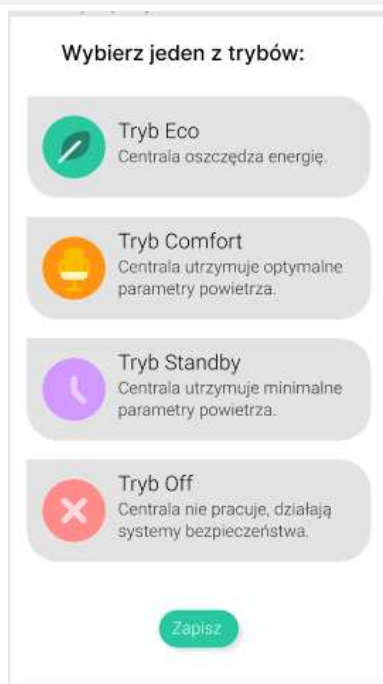 Wybierz jeden z trybów:
Tryb Eco
Centrala oszczędza energię.
Tryb Comfort
Centrala utrzymuje optymalne
parametry powietrza.
Tryb Standby
Centrala utrzymuje minimalne
parametry powietrza.
Tryb Off
Centrala nie pracuje, działają
systemy bezpieczeństwa.
Zapisz